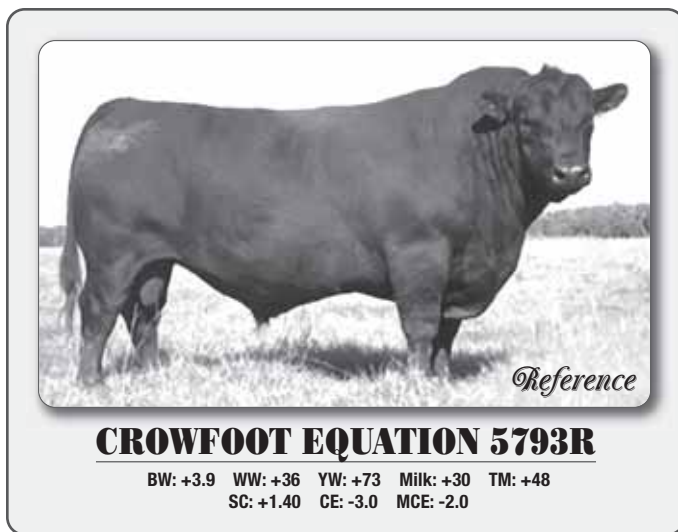 Reference
CROWFOOT EQUATION 5793R
BW: +3.9 WW: +36 YW: +73 Milk: +30 TM: +48
SC: +1.40 CE: -3.0 MCE: -2.0